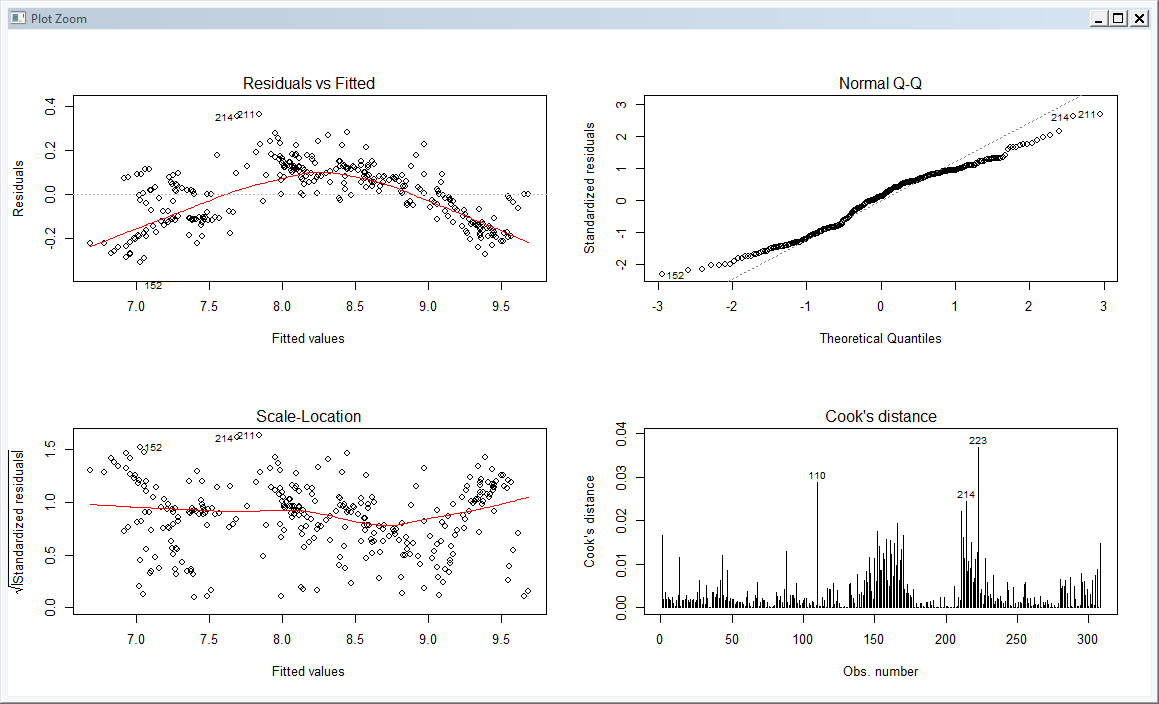 Plot Zoom
Residuals vs Fitted
Residuals
0.4
0.2
0.0
-0.2
214
211
152
7.0 7.5 8.0 8.5 9.0 9.5
Fitted values
Normal Q-Q
Standardized residuals
3
2
1
0
-1
-2
214
211
152
-3 -2 -1 0 1 2 3
Theoretical Quantiles
Scale-Location
√|Standardized residuals|
1.5
1.0
0.5
0.0
152
214
211
7.0 7.5 8.0 8.5 9.0 9.5
Fitted values
Cook's distance
Cook's distance
0.04
0.03
0.02
0.01
0.00
223
110
214
0 50 100 150 200 250 300
Obs. number